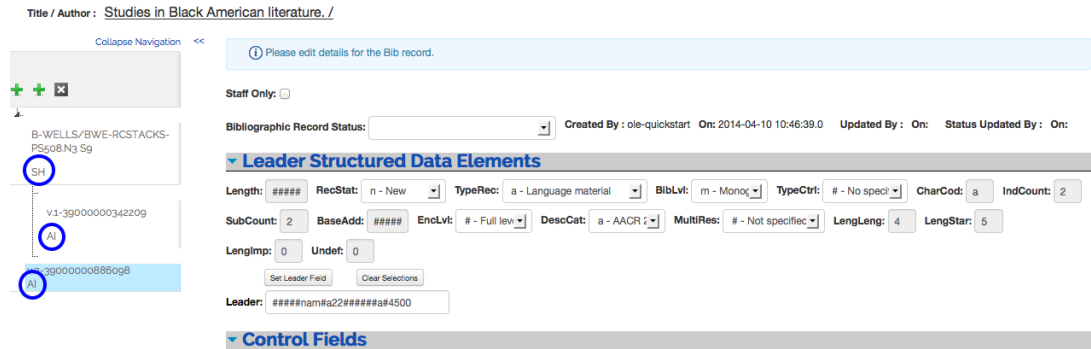 Title / Author : Studies in Black American literature. /
Collapse Navigation <<
Please edit details for the Bib record.
Staff Only:
B-WELLS/BWE-RCSTACKS-
PS508.N3 S9
SH
v.1-39000000342209
AI
v.2-39000000886098
AI
Bibliographic Record Status: Created By : ole-quickstart On: 2014-04-10 10:46:39.0 Updated By : On: Status Updated By : On:
Leader Structured Data Elements
Length: ##### RecStat: n - New TypeRec: a - Language material BibLvl: m - Monog TypeCtrl: # - No specif CharCod: a IndCount: 2
SubCount: 2 BaseAdd: ##### EncLvl: # - Full leve DescCat: a - AACR 2 MultiRes: # - Not specified LengLeng: 4 LengStar: 5
LengImp: 0 Undef: 0
Set Leader Field Clear Selections
Leader: #####nam#a22######a#4500
Control Fields